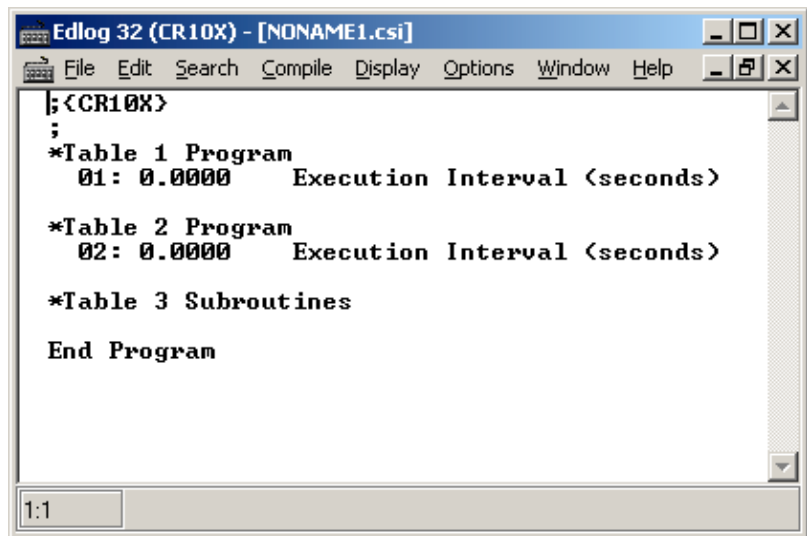 Edlog 32 (CR10X) - [NONAME1.csi]
File Edit Search Compile Display Options Window Help
;{CR10X}
;
*Table 1 Program
01: 0.0000 Execution Interval (seconds)
*Table 2 Program
02: 0.0000 Execution Interval (seconds)
*Table 3 Subroutines
End Program
1:1